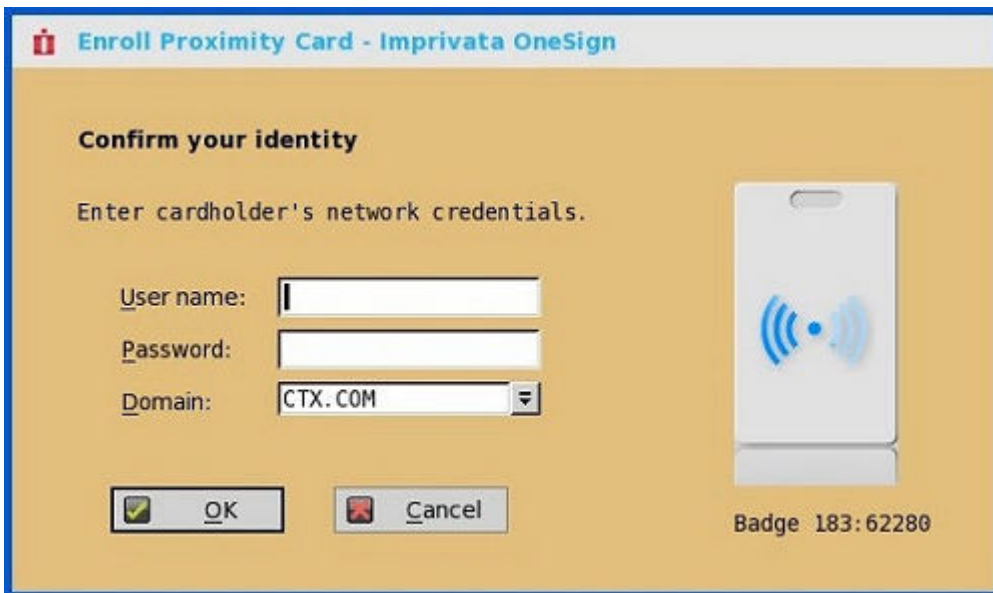 Enroll Proximity Card - Imprivata OneSign
Confirm your identity
Enter cardholder's network credentials.
User name:
Password:
Domain: CTX.COM
OK Cancel
Badge 183:62280